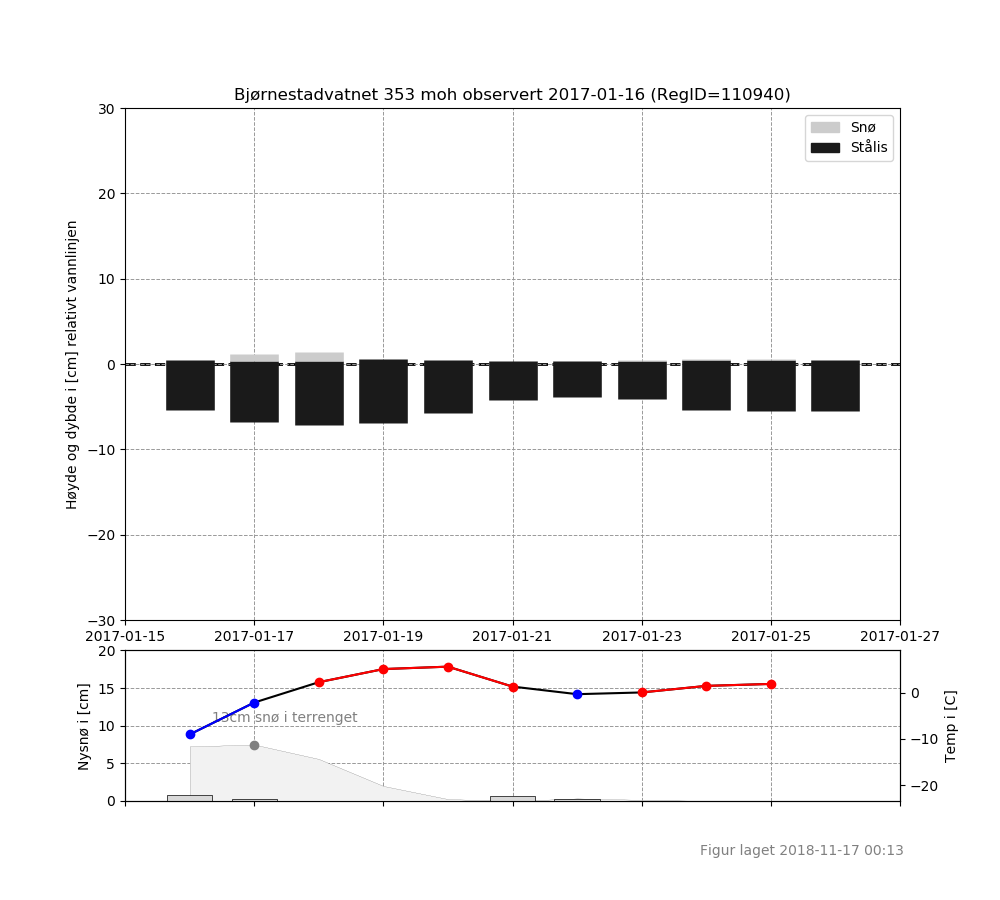 Bjørnestadvatnet 353 moh observert 2017-01-16 (RegID=110940)
Snø
Stålis
Høyde og dybde i [cm] relativt vannlinjen
30
20
10
0
−10
−20
−30
2017-01-15 2017-01-17 2017-01-19 2017-01-21 2017-01-23 2017-01-25 2017-01-27
Nysnø i [cm]
20
15
10
5
0
13cm snø i terrenget
0
−10
−20
Temp i [C]
Figur laget 2018-11-17 00:13